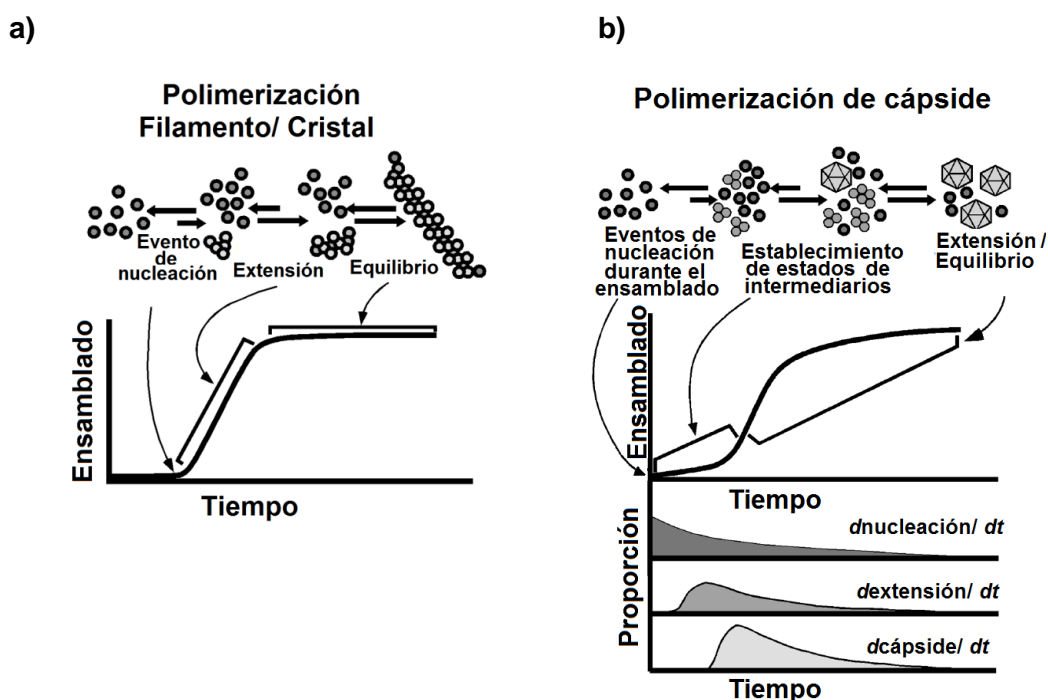 a)
Polimerización
Filamento/ Cristal
Evento
de
nucleación
Extensión
Equilibrio
Ensamblado
Tiempo
b)
Polimerización de cápside
Eventos de
nucleación
durante el
ensamblado
Establecimiento
de estados de
intermediarios
Extensión /
Equilibrio
Ensamblado
Tiempo
Proporción
dnucleación/ dt
dextensión/ dt
dcápside/ dt
Tiempo